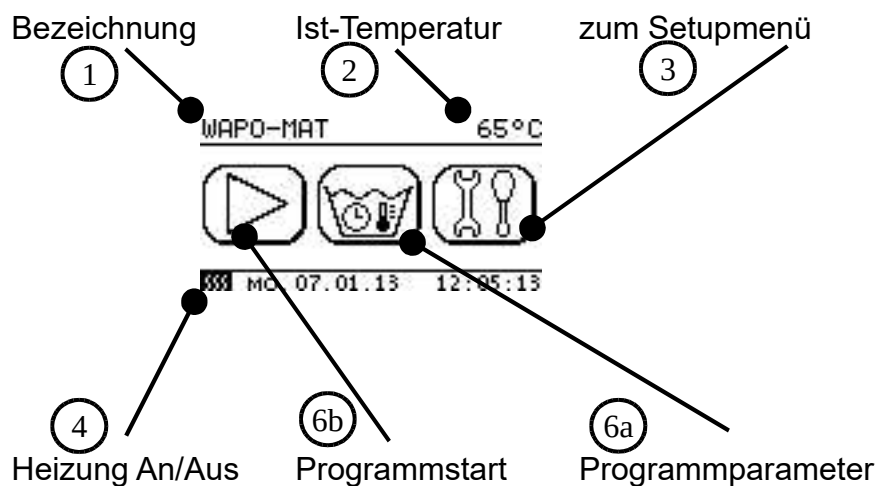 Bezeichnung Ist-Temperatur zum Setupmenü
1 2 3
WAPO-MAT 65°C
MO. 07.01.13 12:05:13
4 6b 6a
Heizung An/Aus Programmstart Programmparameter